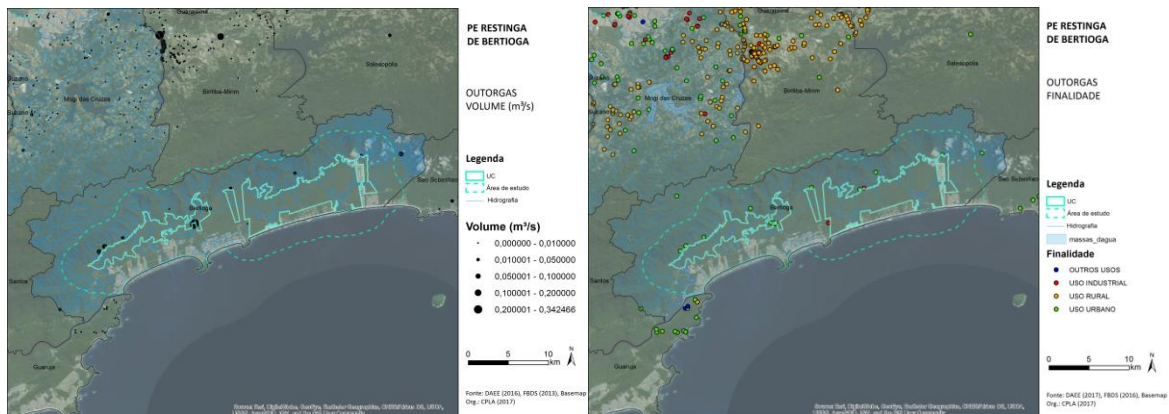 PE RESTINGA
DE BERTIOGA
OUTORGAS
VOLUME (m³/s)
Legenda
UC
Área de estudo
Hidrografia
Volume (m³/s)
0,000000 - 0,010000
0,010001 - 0,050000
0,050001 - 0,100000
0,100001 - 0,200000
0,200001 - 0,342466
0 5 10
km
N
Fonte: DAEE (2016), FBDS (2013), Basemap
Org.: CPLA (2017)
Guararema
Salesópolis
Mogi das Cruzes
Biritiba-Mirim
Suzano
Bertioga
São Sebastião
Santos
Guarujá
PE RESTINGA
DE BERTIOGA
OUTORGAS
FINALIDADE
Legenda
UC
Área de estudo
Hidrografia
massas_dagua
Finalidade
OUTROS USOS
USO INDUSTRIAL
USO RURAL
USO URBANO
0 5 10
km
N
Fonte: DAEE (2017), FBDS (2016), Basemap
Org.: CPLA (2017)
Salesópolis
Mogi das Cruzes
Biritiba-Mirim
Suzano
Bertioga
São Sebastião
Santos
Guarujá